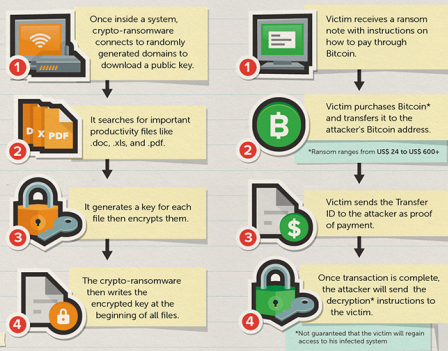 1
Once inside a system,
crypto-ransomware
connects to randomly
generated domains to
download a public key.
D X PDF
2
It searches for important
productivity files like
.doc, .xls, and .pdf.
3
It generates a key for each
file then encrypts them.
4
The crypto-ransomware
then writes the
encrypted key at the
beginning of all files.
1
Victim receives a ransom
note with instructions on
how to pay through
Bitcoin.
2
Victim purchases Bitcoin*
and transfers it to the
attacker's Bitcoin address.
*Ransom ranges from US$ 24 to US$ 600+
$
3
Victim sends the Transfer
ID to the attacker as proof
of payment.
4
Once transaction is complete,
the attacker will send the
decryption* instructions to
the victim.
*Not guaranteed that the victim will regain
access to his infected system